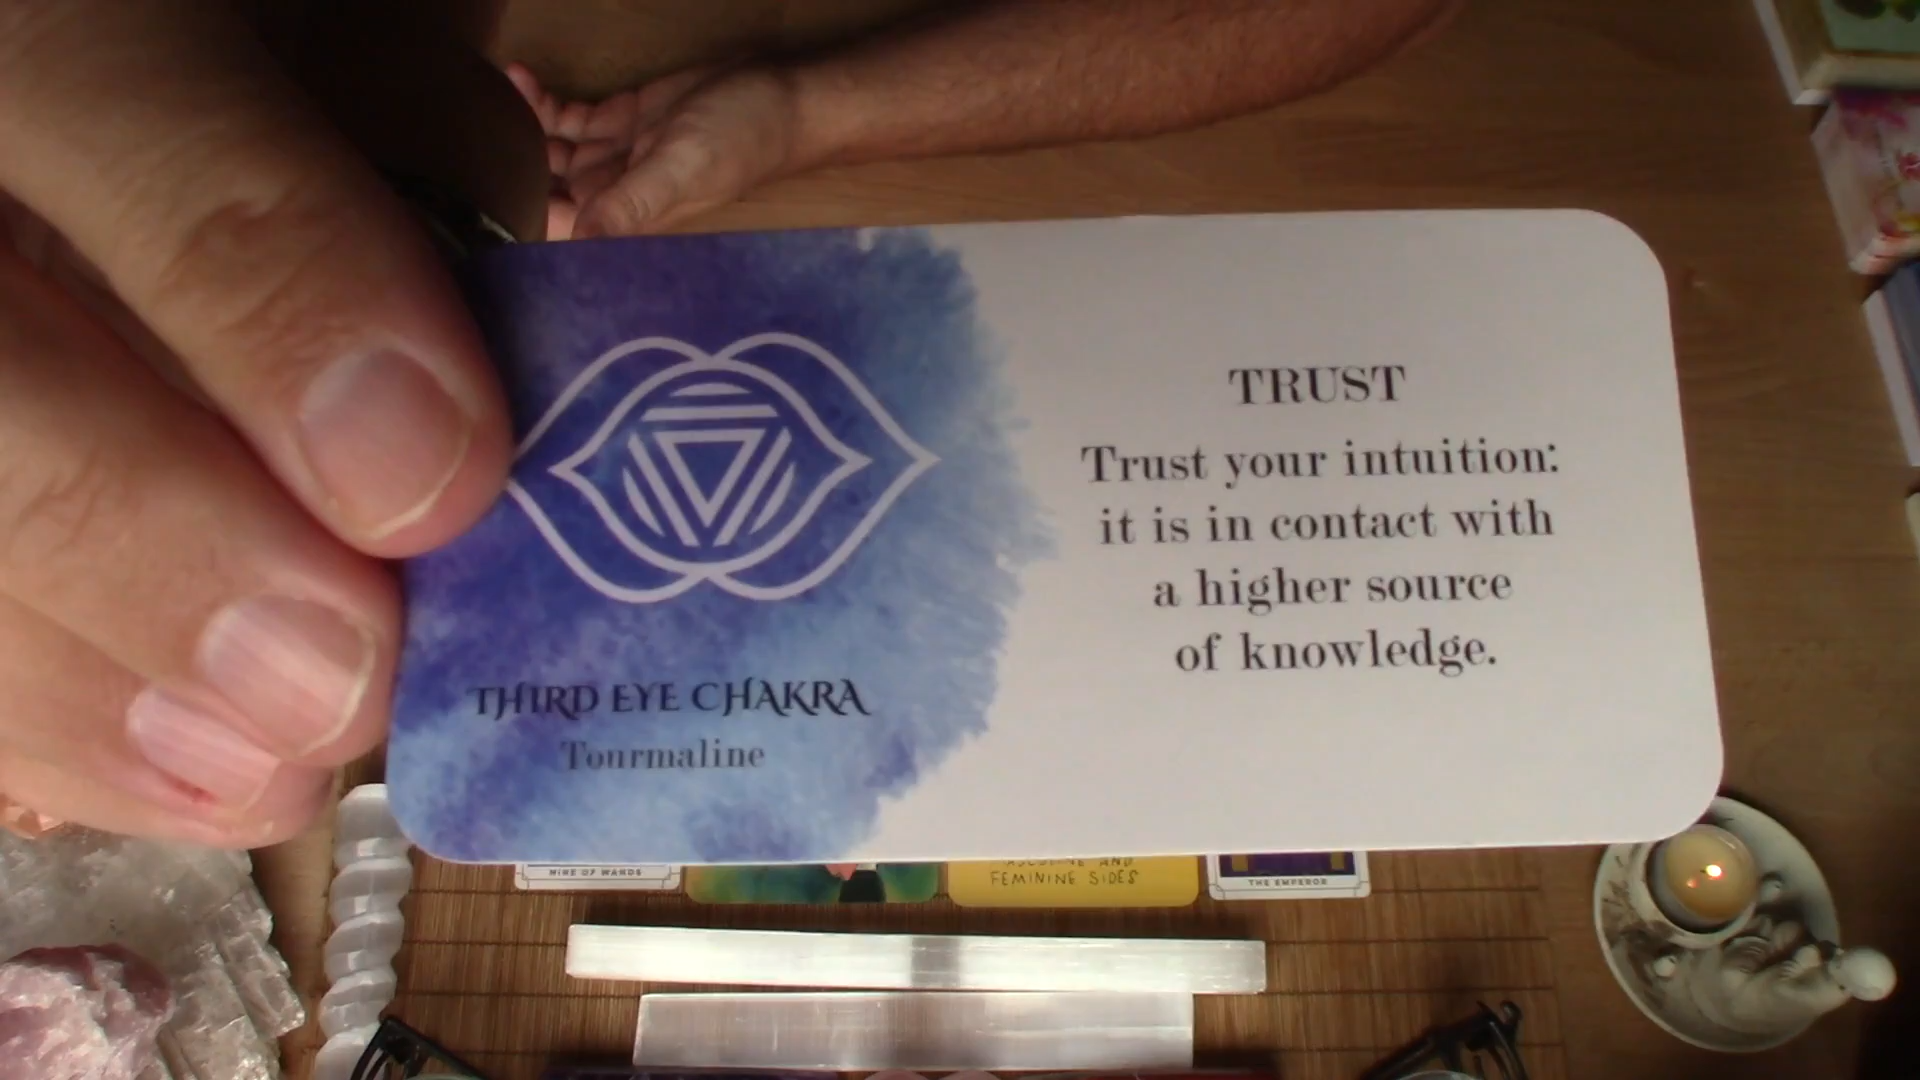 TRUST
Trust your intuition:
it is in contact with
a higher source
of knowledge.
THIRD EYE CHAKRA
Tourmaline
NINE OF WANDS
AND
FEMININE SIDES
THE EMPEROR